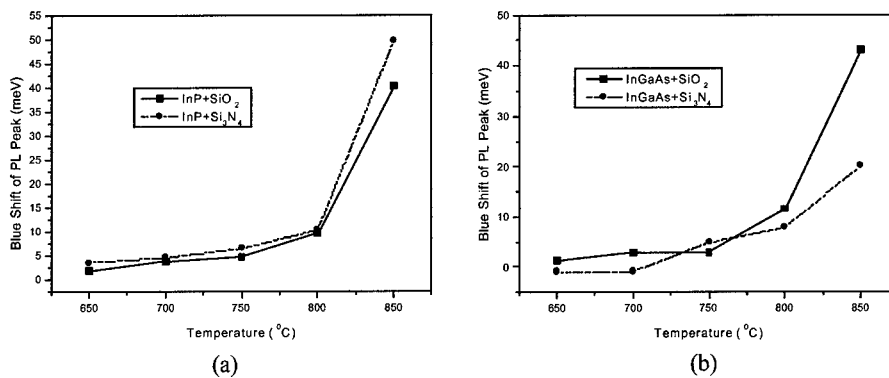 Blue Shift of PL Peak (meV)
55
50
45
40
35
30
25
20
15
10
5
0
InP+SiO2
InP+Si3N4
650 700 750 800 850
Temperature (°C)
(a)
Blue Shift of PL Peak (meV)
50
40
30
20
10
0
InGaAs+SiO2
InGaAs+Si3N4
650 700 750 800 850
Temperature (°C)
(b)